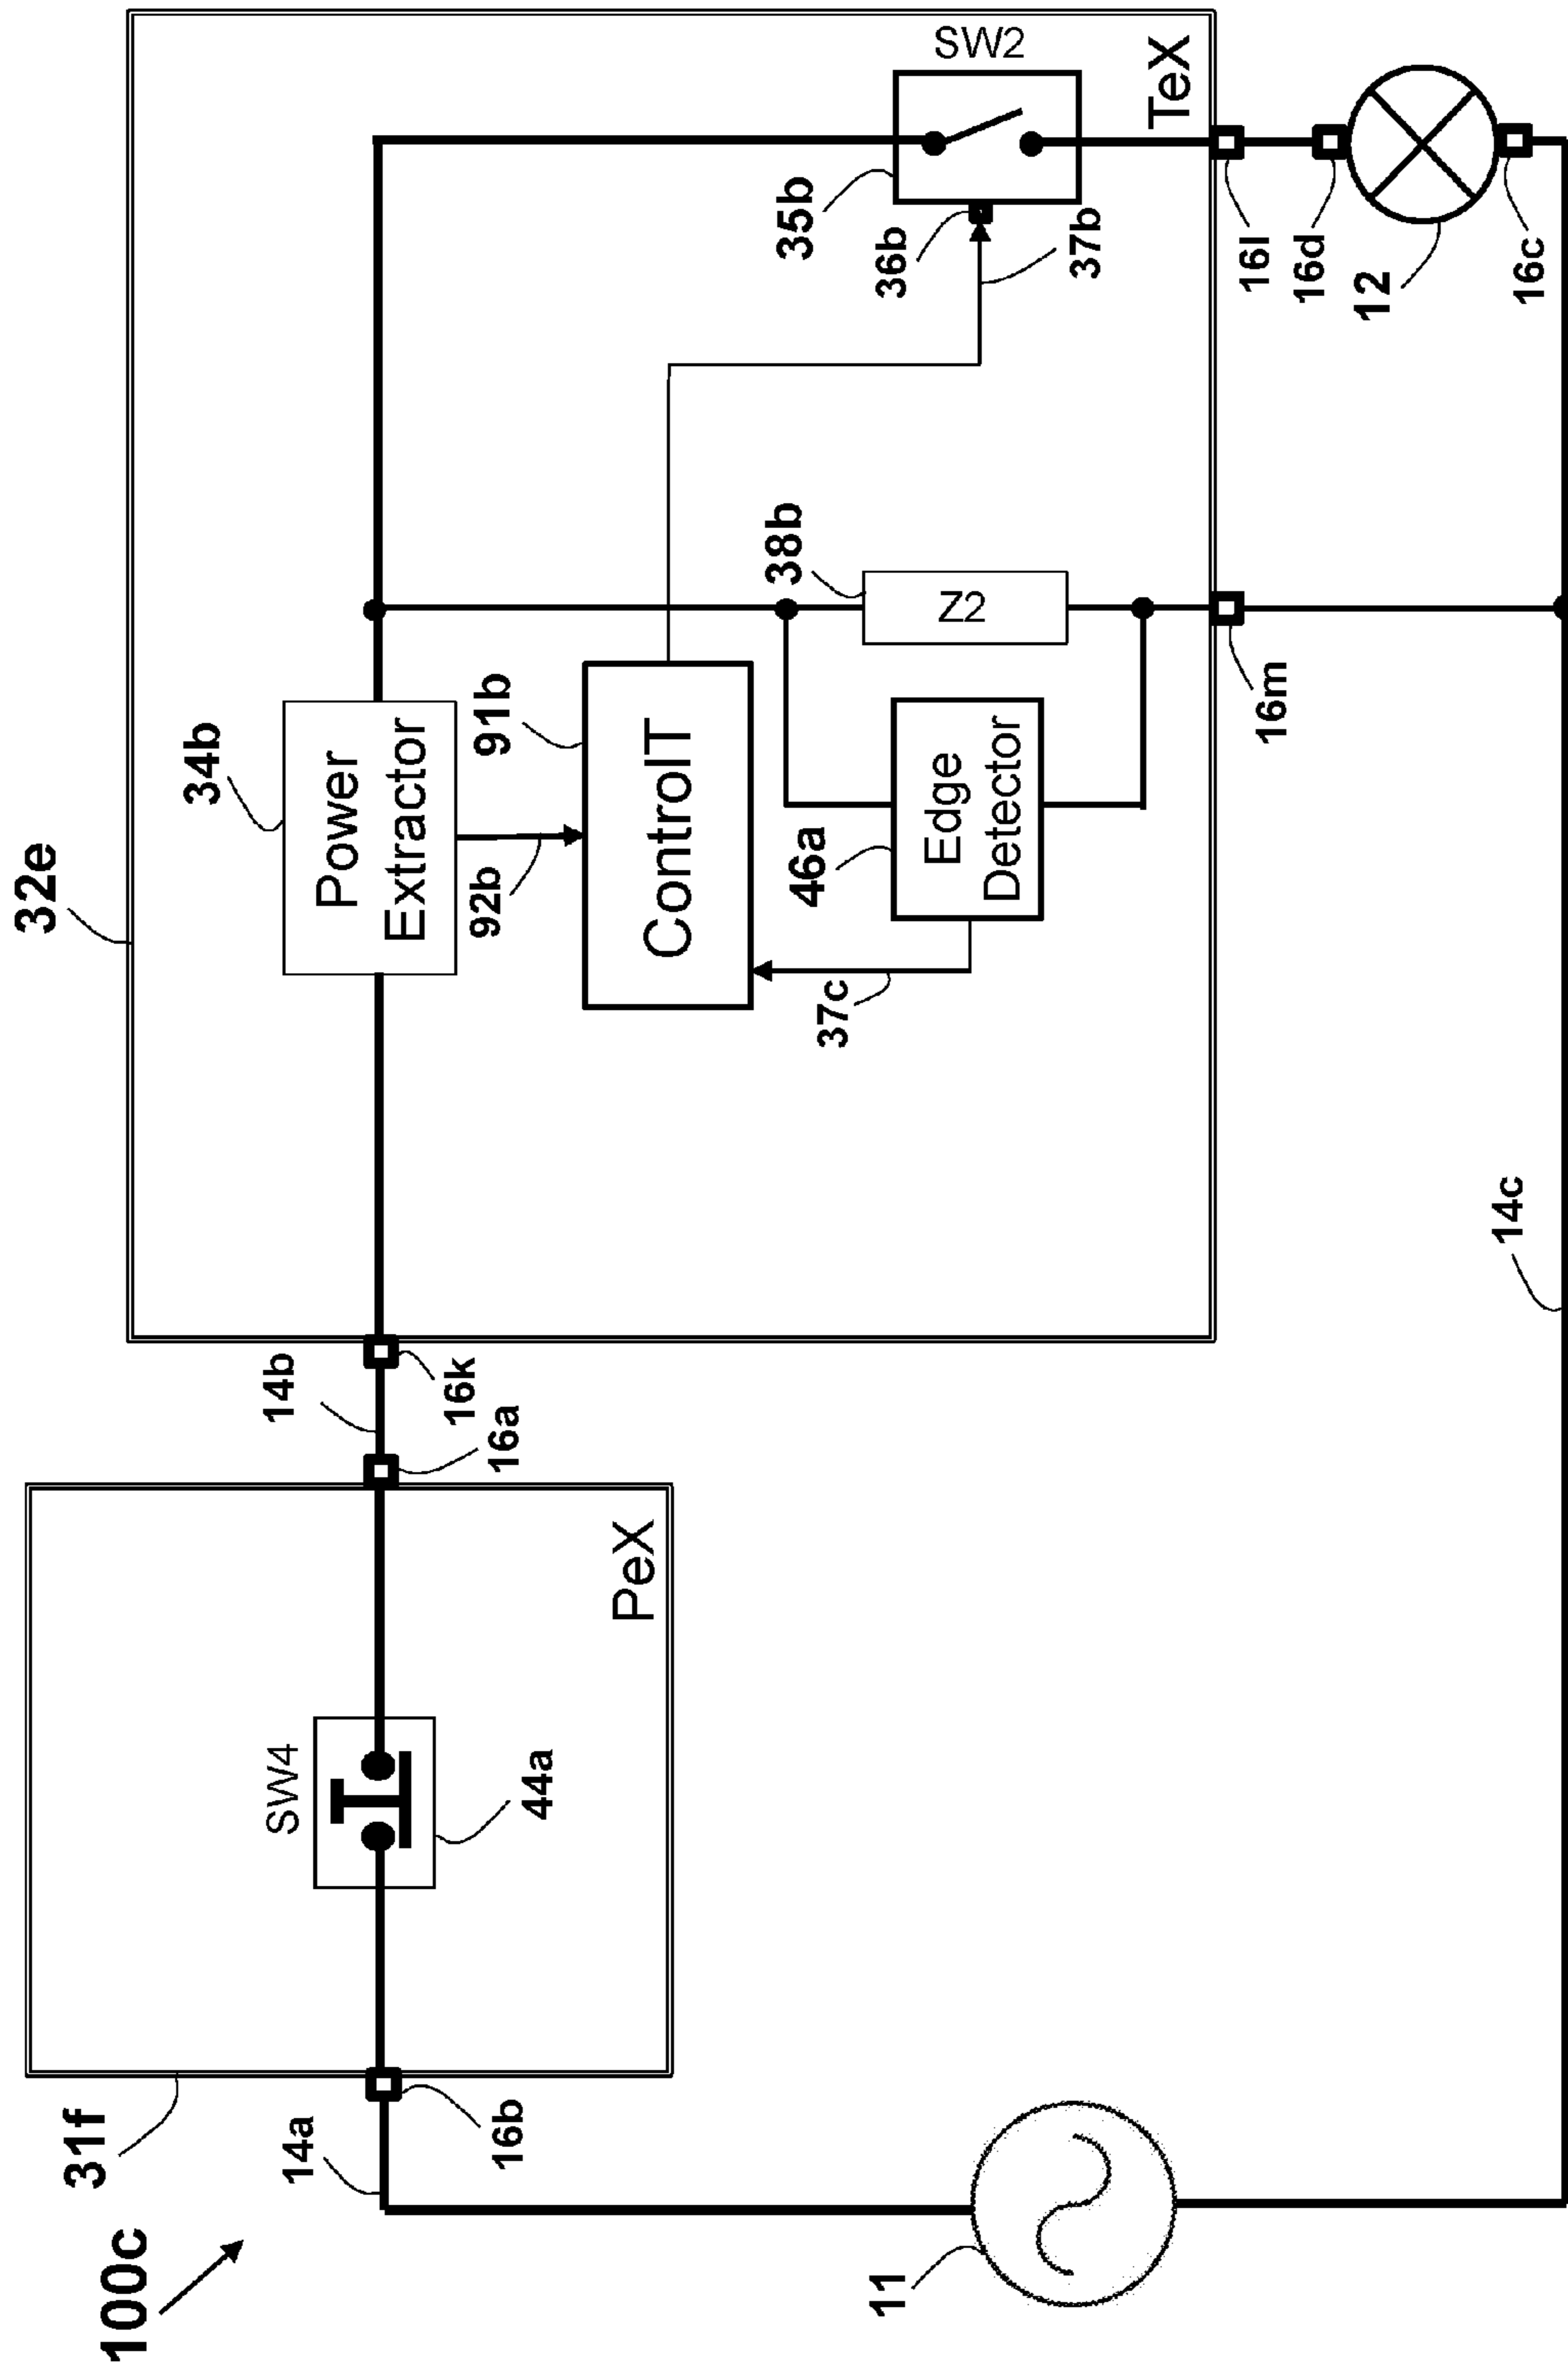 100c
31f
14a
16b
SW4
44a
PeX
14b
16a
16k
32e
34b
Power
Extractor
92b
91b
ControlT
37c
46a
Edge
Detector
38b
Z2
SW2
35b
36b
37b
TeX
16l
16d
12
16c
16m
14c
11